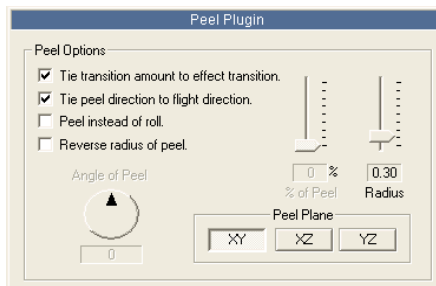 Peel Plugin
Peel Options
Tie transition amount to effect transition.
Tie peel direction to flight direction.
Peel instead of roll.
Reverse radius of peel.
0 %
0.30
% of Peel
Radius
Angle of Peel
0
Peel Plane
XY
XZ
YZ